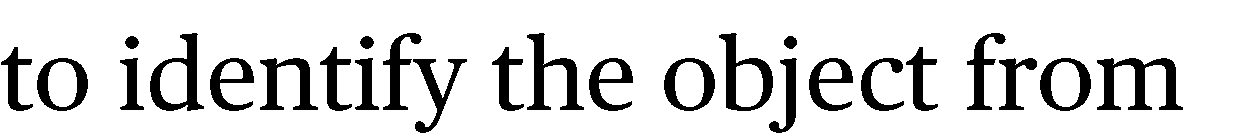 to identify the object from